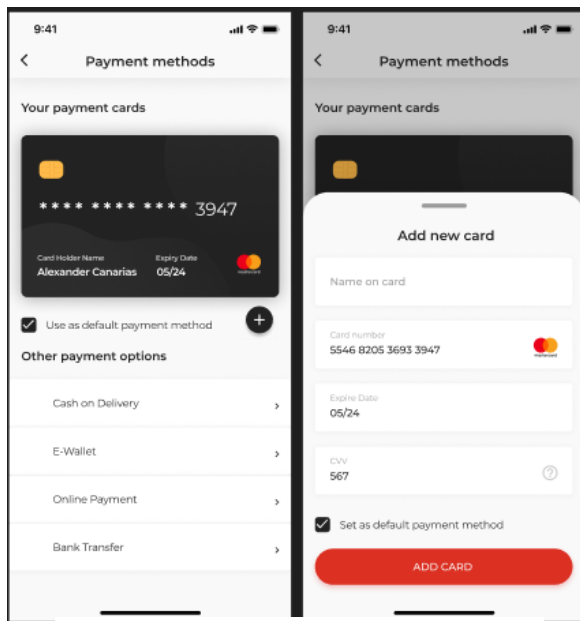 9:41
Payment methods
Your payment cards
**** **** **** 3947
Card Holder Name Expiry Date
Alexander Canarias 05/24
mastercard
Use as default payment method
Other payment options
Cash on Delivery
E-Wallet
Online Payment
Bank Transfer
9:41
Payment methods
Your payment cards
Add new card
Name on card
Card number
5546 8205 3693 3947
mastercard
Expire Date
05/24
CVV
567
Set as default payment method
ADD CARD